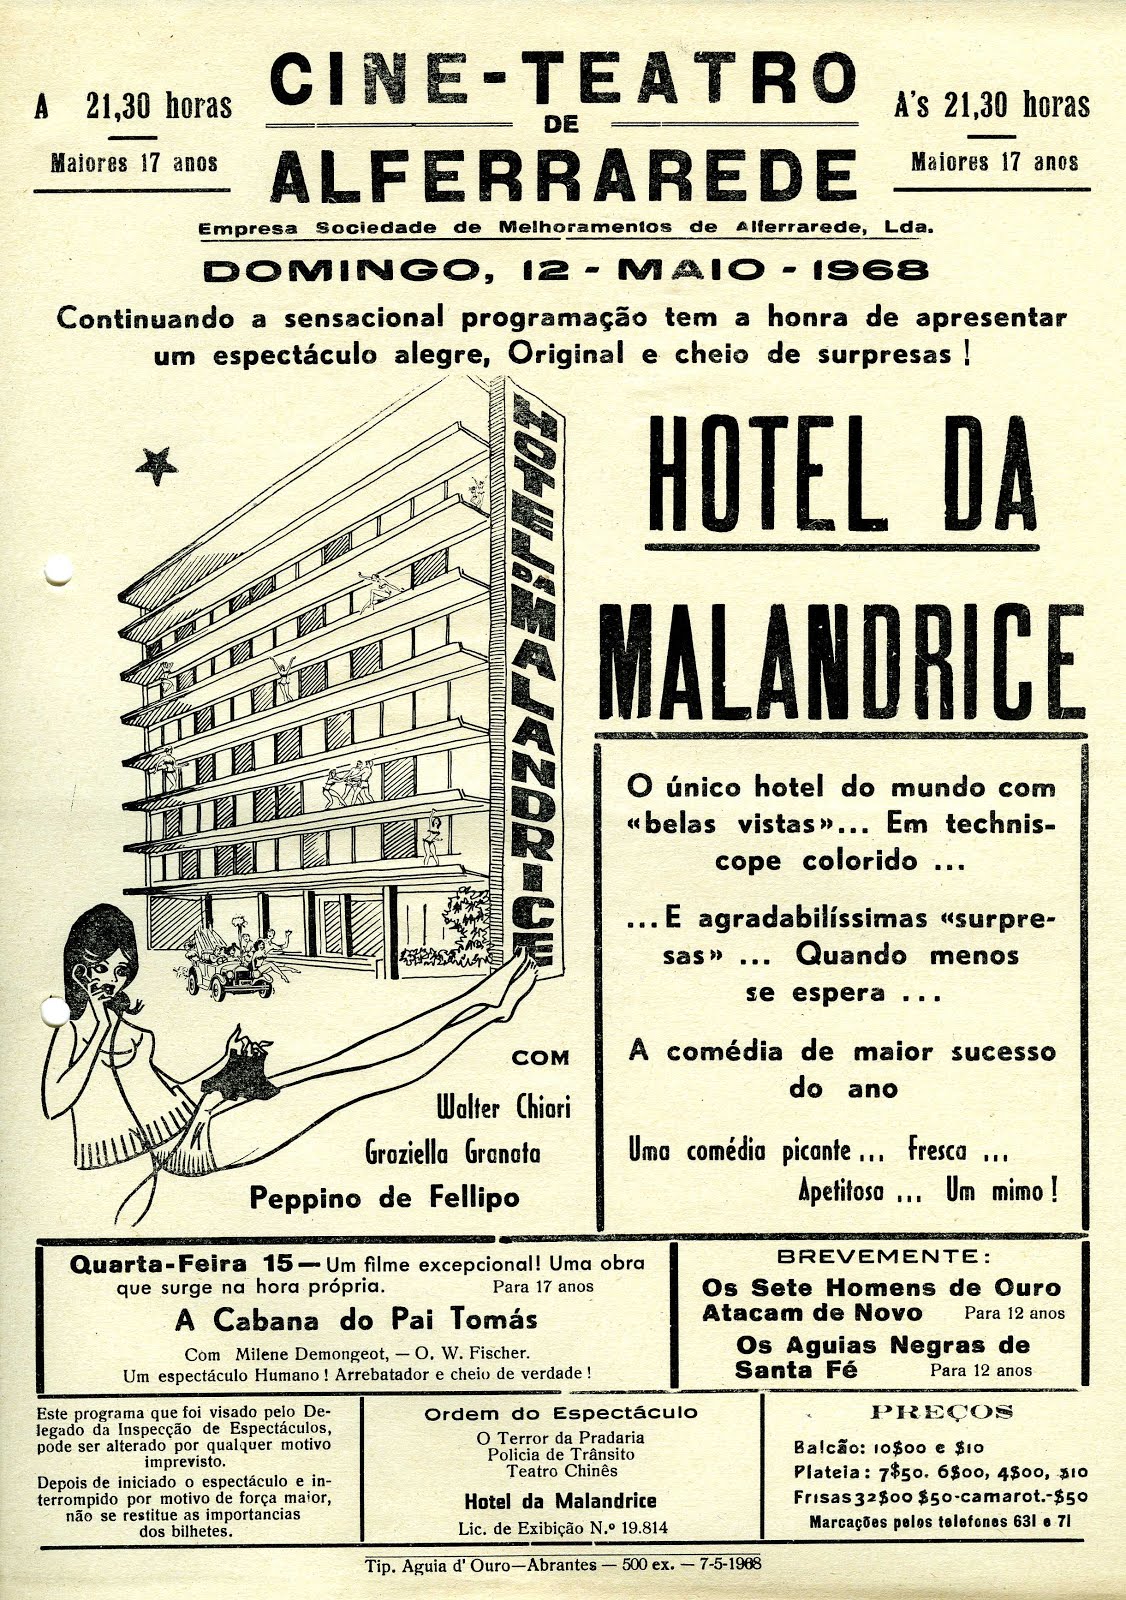 CINE-TEATRO
A 21,30 horas
Maiores 17 anos
DE
A's 21,30 horas
Maiores 17 anos
ALFERRAREDE
Empresa Sociedade de Melhoramentos de Alferrarede, Lda.
DOMINGO, 12 - MAIO - 1968
Continuando a sensacional programação tem a honra de apresentar
um espectáculo alegre, Original e cheio de surpresas !
HOTEL DA MALANDRICE
HOTEL DA
MALANDRICE
O único hotel do mundo com
«belas vistas»... Em technis-
cope colorido ...
...E agradabilíssimas «surpre-
sas» ... Quando menos
se espera ...
A comédia de maior sucesso
do ano
Uma comédia picante ... fresca ...
Apetitosa ... Um mimo !
COM
Walter Chiari
Graziella Granata
Peppino de Fellipo
Quarta-Feira 15 — Um filme excepcional! Uma obra
que surge na hora própria. Para 17 anos
A Cabana do Pai Tomás
Com Milene Demongeot, — O. W. Fischer.
Um espectáculo Humano ! Arrebatador e cheio de verdade !
BREVEMENTE:
Os Sete Homens de Ouro
Atacam de Novo Para 12 anos
Os Aguias Negras de
Santa Fé Para 12 anos
Este programa que foi visado pelo De-
legado da Inspecção de Espectáculos,
pode ser alterado por qualquer motivo
imprevisto.
Depois de iniciado o espectáculo e in-
terrompido por motivo de força maior,
não se restitue as importancias
dos bilhetes.
Ordem do Espectáculo
O Terror da Pradaria
Policia de Trânsito
Teatro Chinês
Hotel da Malandrice
Lic. de Exibição N.º 19.814
PREÇOS
Balcão: 10$00 e $10
Plateia: 7$50. 6$00, 4$00, $10
Frisas 32$00 $50-camarot.-$50
Marcações pelos telefones 631 e 71
Tip. Aguia d' Ouro—Abrantes — 500 ex. — 7-5-1968